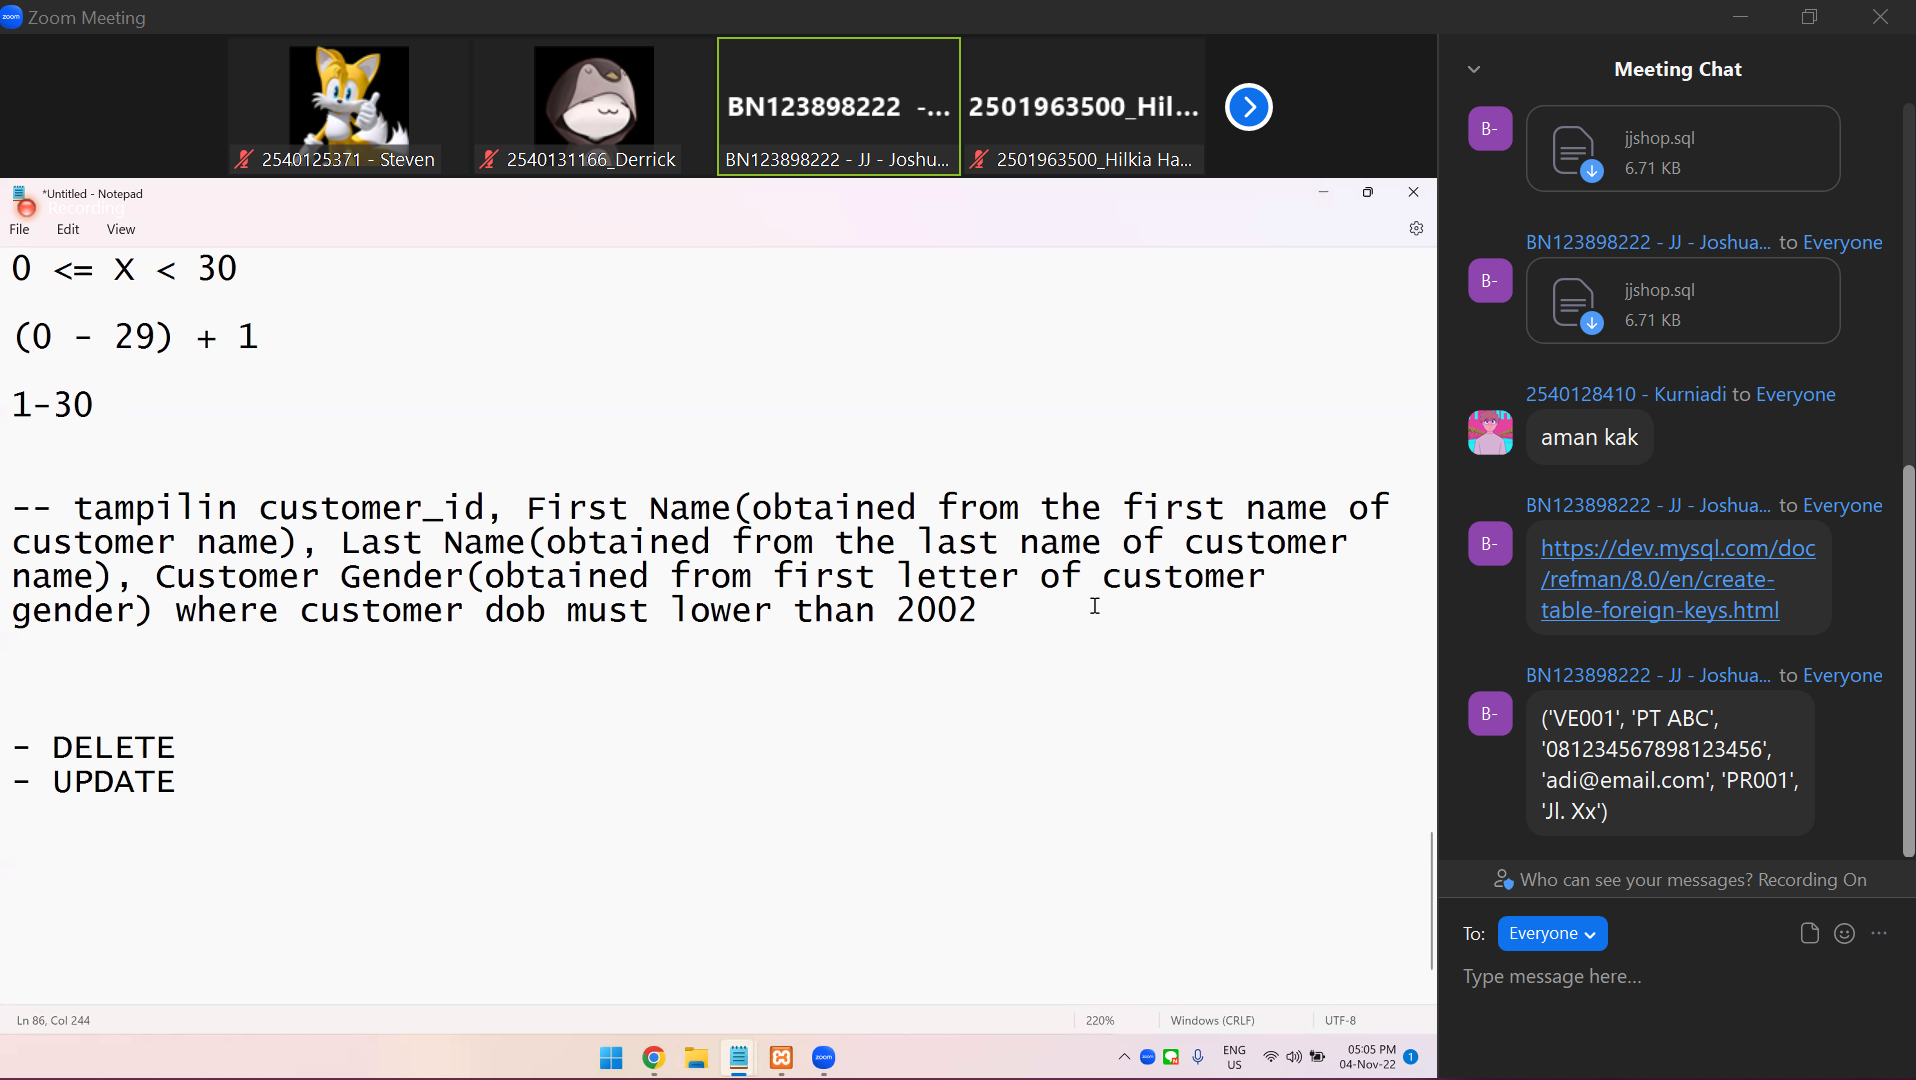 Zoom Meeting
BN123898222 -...
2501963500_Hil...
2540125371 - Steven
2540131166_Derrick
BN123898222 - JJ - Joshu...
2501963500_Hilkia Ha...
*Untitled - Notepad
Recording
File Edit View
0 <= X < 30
(0 - 29) + 1
1-30
-- tampilin customer_id, First Name(obtained from the first name of
customer name), Last Name(obtained from the last name of customer
name), Customer Gender(obtained from first letter of customer
gender) where customer dob must lower than 2002
- DELETE
- UPDATE
Ln 86, Col 244
220%
Windows (CRLF)
UTF-8
zoom
ENG
US
05:05 PM
04-Nov-22
1
Meeting Chat
B-
jjshop.sql
6.71 KB
BN123898222 - JJ - Joshua... to Everyone
B-
jjshop.sql
6.71 KB
2540128410 - Kurniadi to Everyone
aman kak
BN123898222 - JJ - Joshua... to Everyone
B-
https://dev.mysql.com/doc
/refman/8.0/en/create-
table-foreign-keys.html
BN123898222 - JJ - Joshua... to Everyone
B-
('VE001', 'PT ABC',
'081234567898123456',
'adi@email.com', 'PR001',
'Jl. Xx')
Who can see your messages? Recording On
To: Everyone
Type message here...